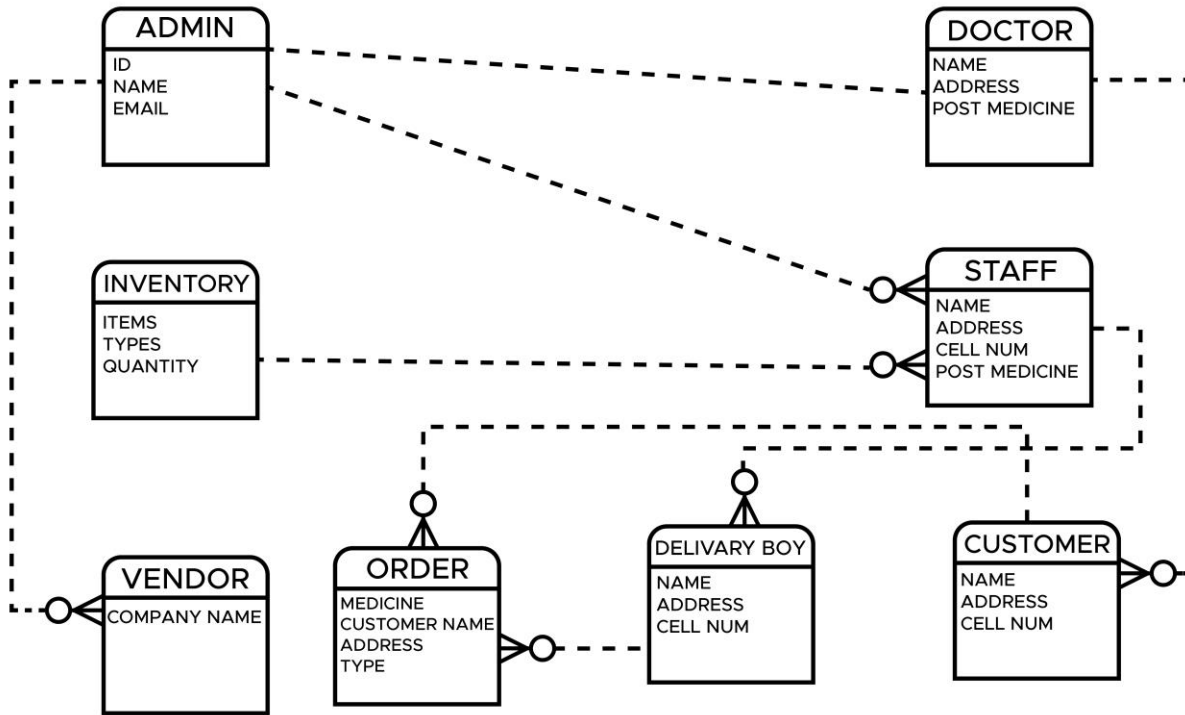 ADMIN
ID
NAME
EMAIL
DOCTOR
NAME
ADDRESS
POST MEDICINE
INVENTORY
ITEMS
TYPES
QUANTITY
STAFF
NAME
ADDRESS
CELL NUM
POST MEDICINE
VENDOR
COMPANY NAME
ORDER
MEDICINE
CUSTOMER NAME
ADDRESS
TYPE
DELIVARY BOY
NAME
ADDRESS
CELL NUM
CUSTOMER
NAME
ADDRESS
CELL NUM